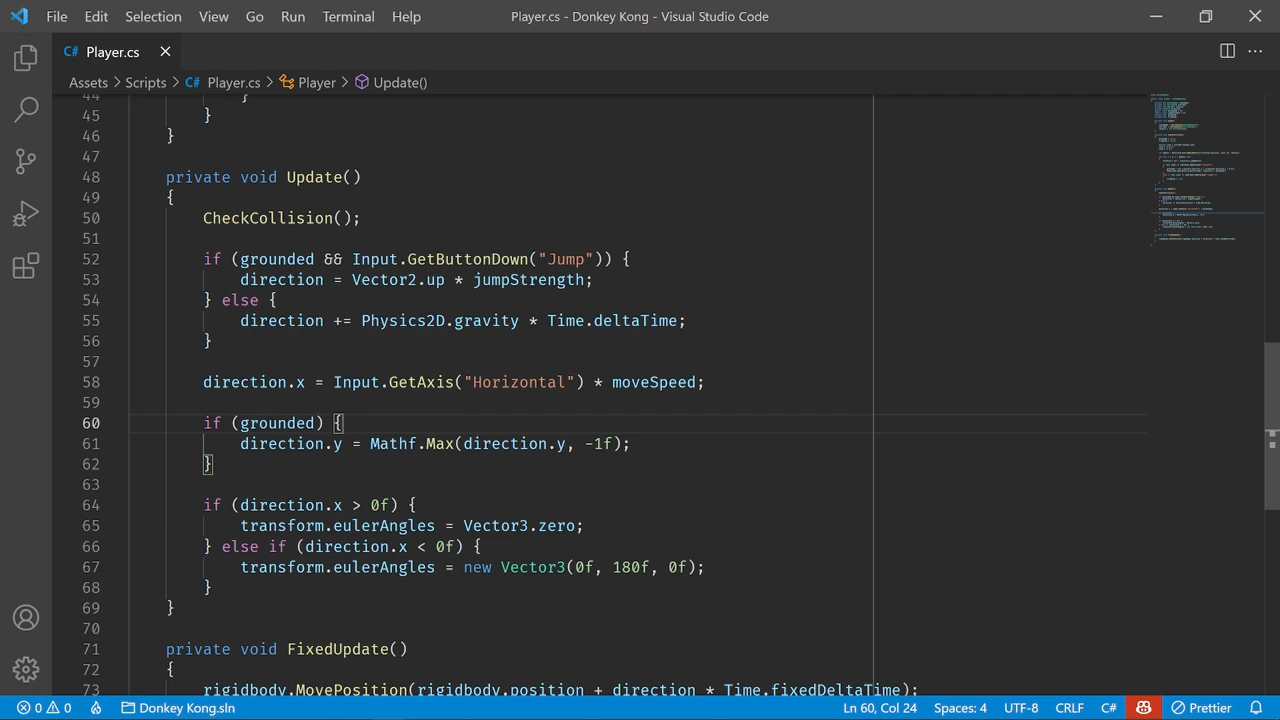 File Edit Selection View Go Run Terminal Help Player.cs - Donkey Kong - Visual Studio Code
C# Player.cs
Assets > Scripts > C# Player.cs > Player > Update()
44 }
45 }
46 }
47
48 private void Update()
49 {
50 CheckCollision();
51
52 if (grounded && Input.GetButtonDown("Jump")) {
53 direction = Vector2.up * jumpStrength;
54 } else {
55 direction += Physics2D.gravity * Time.deltaTime;
56 }
57
58 direction.x = Input.GetAxis("Horizontal") * moveSpeed;
59
60 if (grounded) {
61 direction.y = Mathf.Max(direction.y, -1f);
62 }
63
64 if (direction.x > 0f) {
65 transform.eulerAngles = Vector3.zero;
66 } else if (direction.x < 0f) {
67 transform.eulerAngles = new Vector3(0f, 180f, 0f);
68 }
69 }
70
71 private void FixedUpdate()
72 {
73 rigidbody.MovePosition(rigidbody.position + direction * Time.fixedDeltaTime);
0 0 Donkey Kong.sln Ln 60, Col 24 Spaces: 4 UTF-8 CRLF C# Prettier